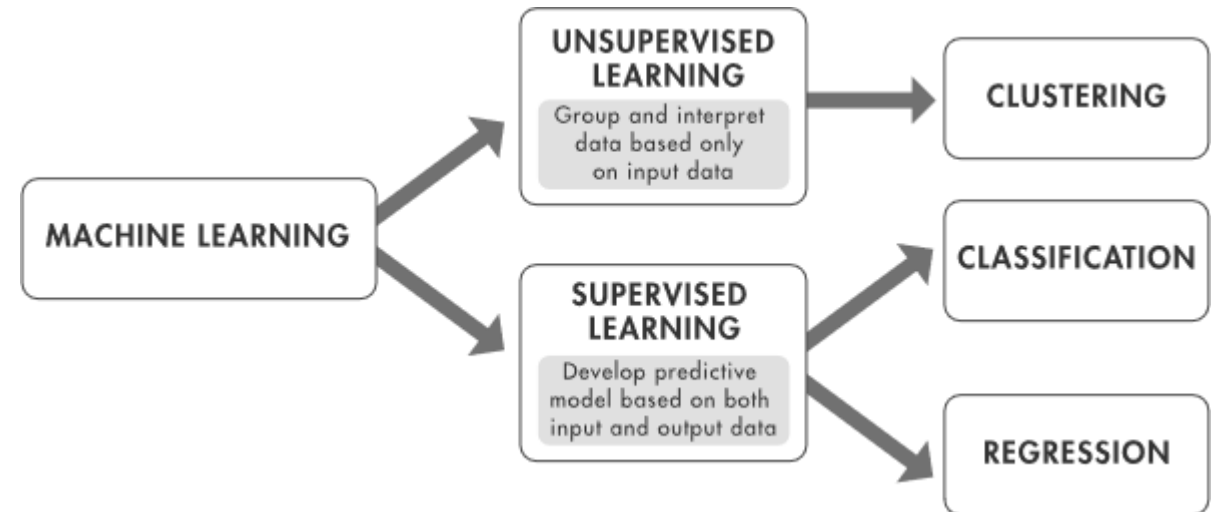 MACHINE LEARNING
UNSUPERVISED
LEARNING
Group and interpret
data based only
on input data
CLUSTERING
SUPERVISED
LEARNING
Develop predictive
model based on both
input and output data
CLASSIFICATION
REGRESSION